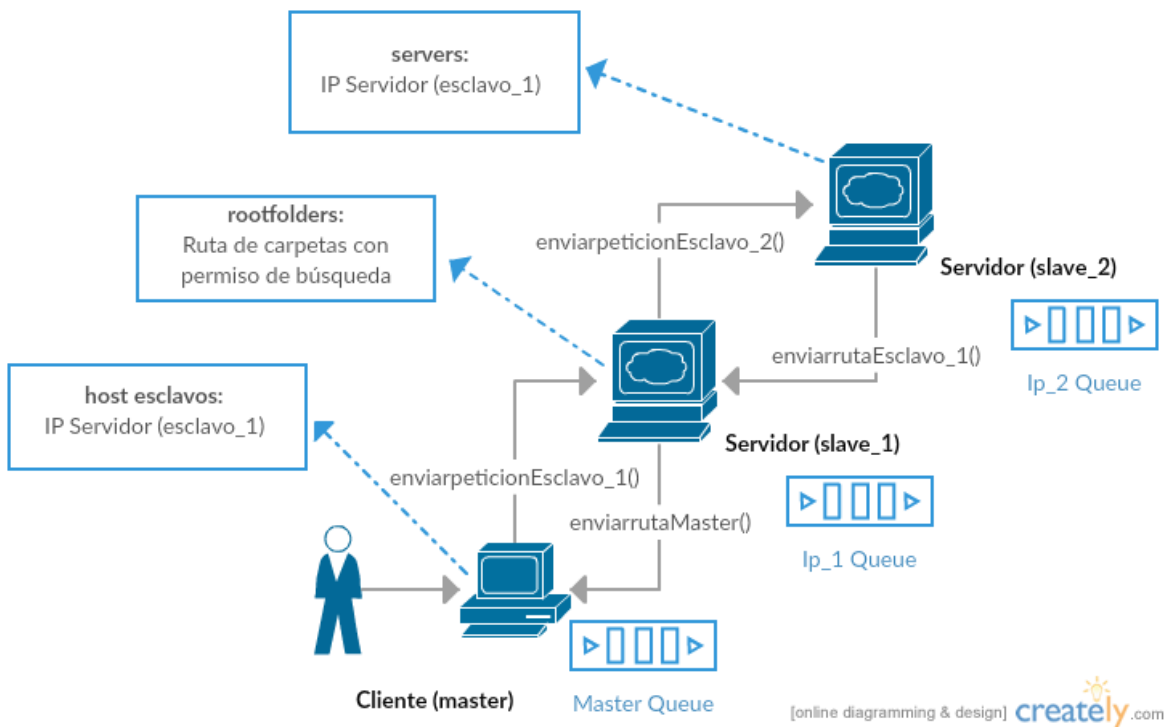 servers:
IP Servidor (esclavo_1)
rootfolders:
Ruta de carpetas con
permiso de búsqueda
enviarpeticionEsclavo_2()
Servidor (slave_2)
enviarrutaEsclavo_1()
Ip_2 Queue
host esclavos:
IP Servidor (esclavo_1)
Servidor (slave_1)
enviarpeticionEsclavo_1()
enviarrutaMaster()
Ip_1 Queue
Cliente (master)
Master Queue
[online diagramming & design] creately.com